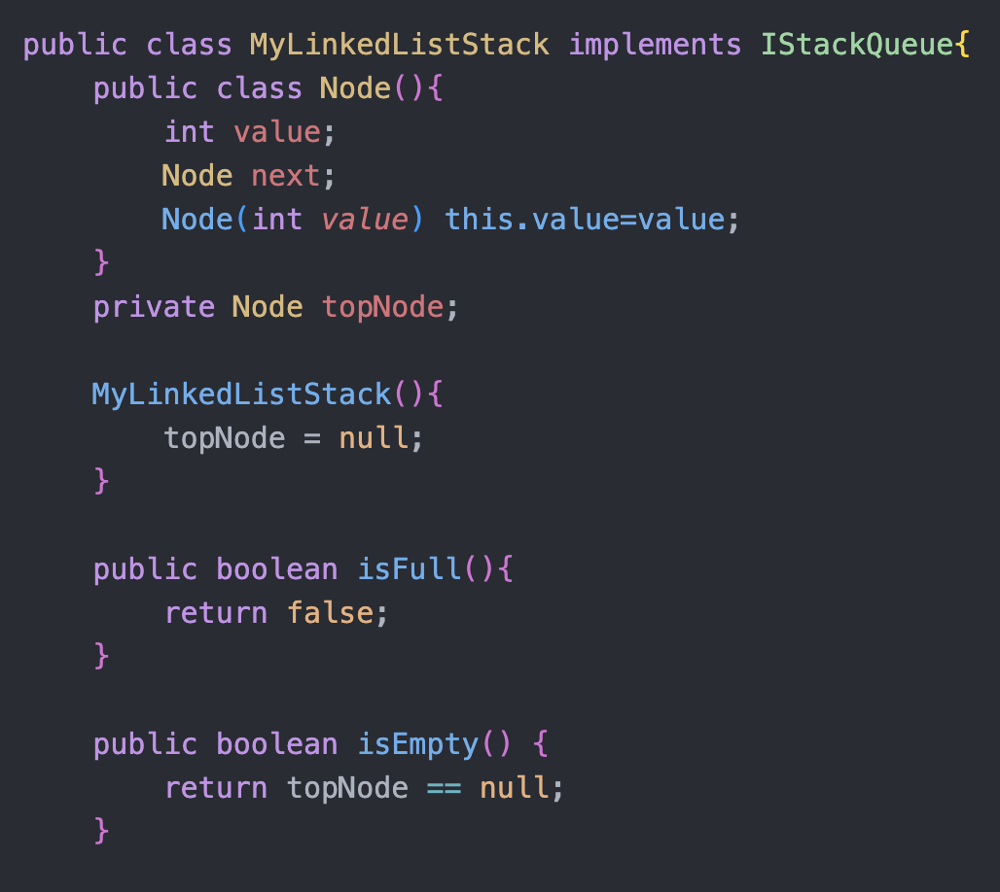 public class MyLinkedListStack implements IStackQueue{
public class Node(){
int value;
Node next;
Node(int value) this.value=value;
}
private Node topNode;
MyLinkedListStack(){
topNode = null;
}
public boolean isFull(){
return false;
}
public boolean isEmpty() {
return topNode == null;
}